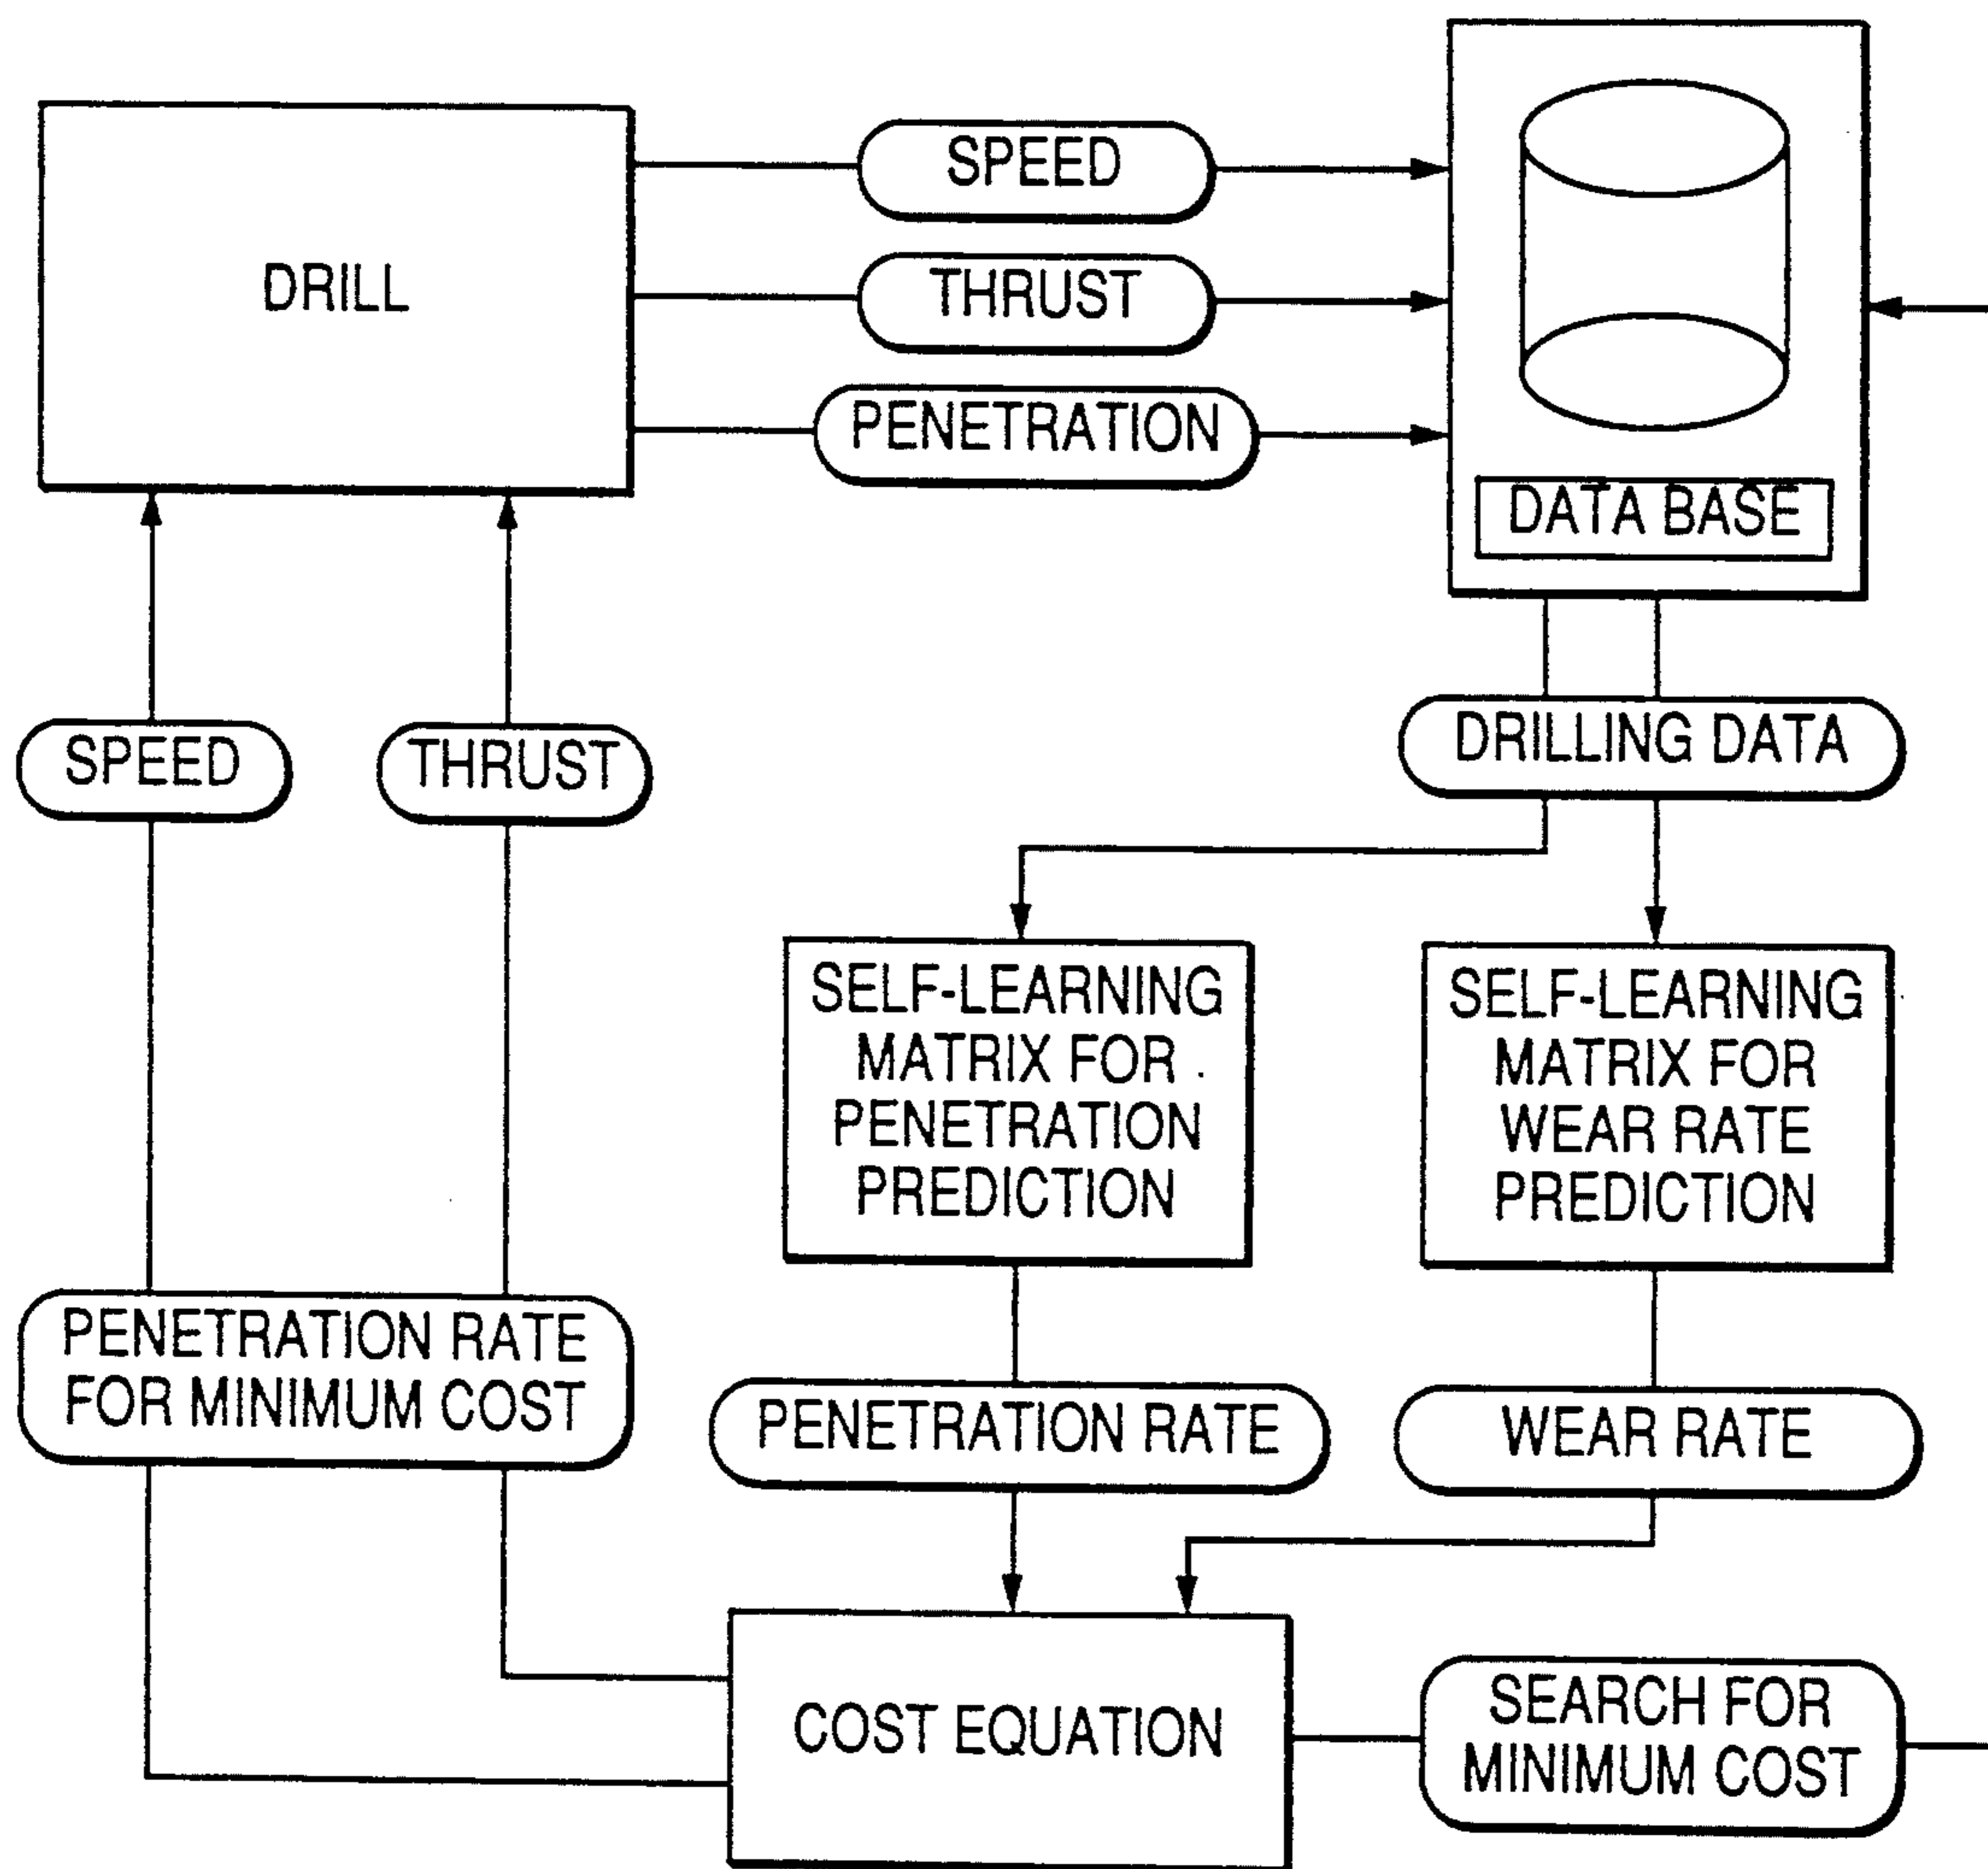 SPEED
DRILL
THRUST
PENETRATION
DATA BASE
SPEED
THRUST
DRILLING DATA
SELF-LEARNING
MATRIX FOR
PENETRATION
PREDICTION
SELF-LEARNING
MATRIX FOR
WEAR RATE
PREDICTION
PENETRATION RATE
FOR MINIMUM COST
PENETRATION RATE
WEAR RATE
COST EQUATION
SEARCH FOR
MINIMUM COST